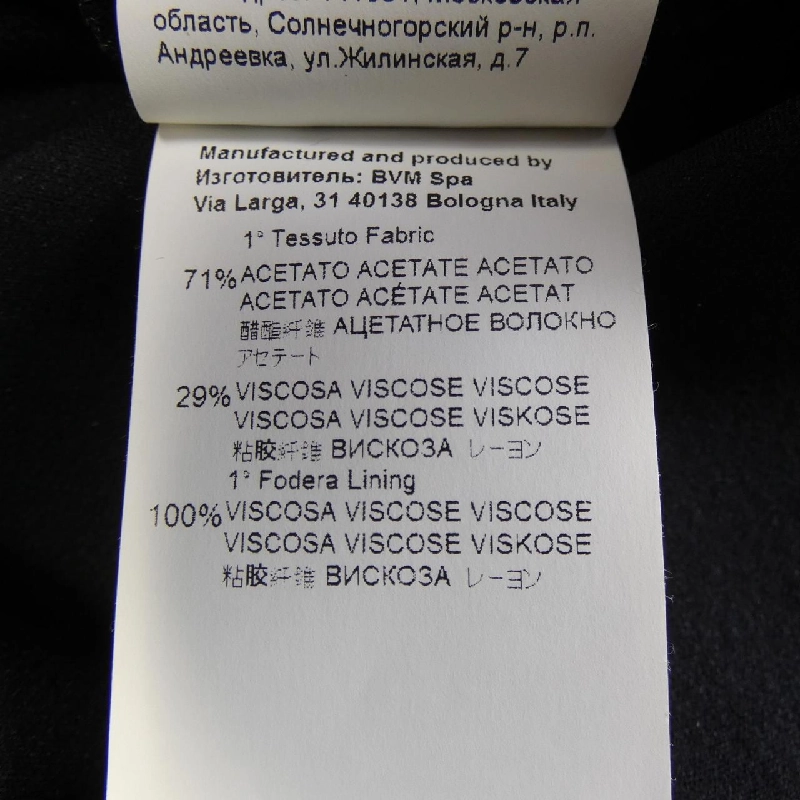 область, Солнечногорский р-н, р.п.
Андреевка, ул.Жилинская, д.7
Manufactured and produced by
Изготовитель: BVM Spa
Via Larga, 31 40138 Bologna Italy
1° Tessuto Fabric
71% ACETATO ACETATE ACETATO
ACETATO ACÉTATE ACETAT
醋酯纤維 АЦЕТАТНОЕ ВОЛОКНО
アセテート
29% VISCOSA VISCOSE VISCOSE
VISCOSA VISCOSE VISKOSE
粘胶纤維 ВИСКОЗА レーヨン
1° Fodera Lining
100% VISCOSA VISCOSE VISCOSE
VISCOSA VISCOSE VISKOSE
粘胶纤維 ВИСКОЗА レーヨン